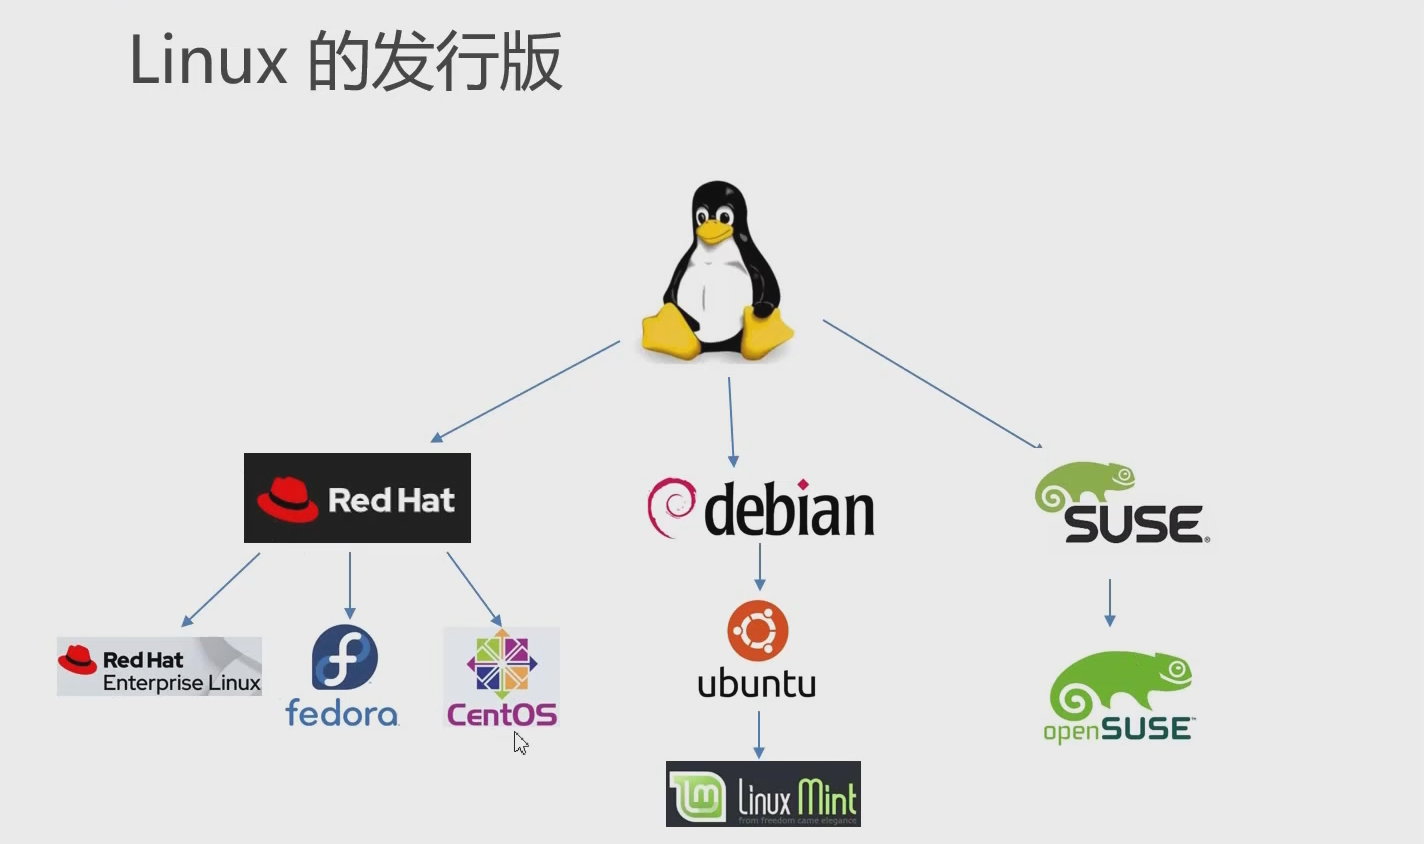 Linux 的发行版
Red Hat
debian
SUSE®
Red Hat
Enterprise Linux
fedora
CentOS
ubuntu
openSUSE™
Linux Mint
from freedom came elegance